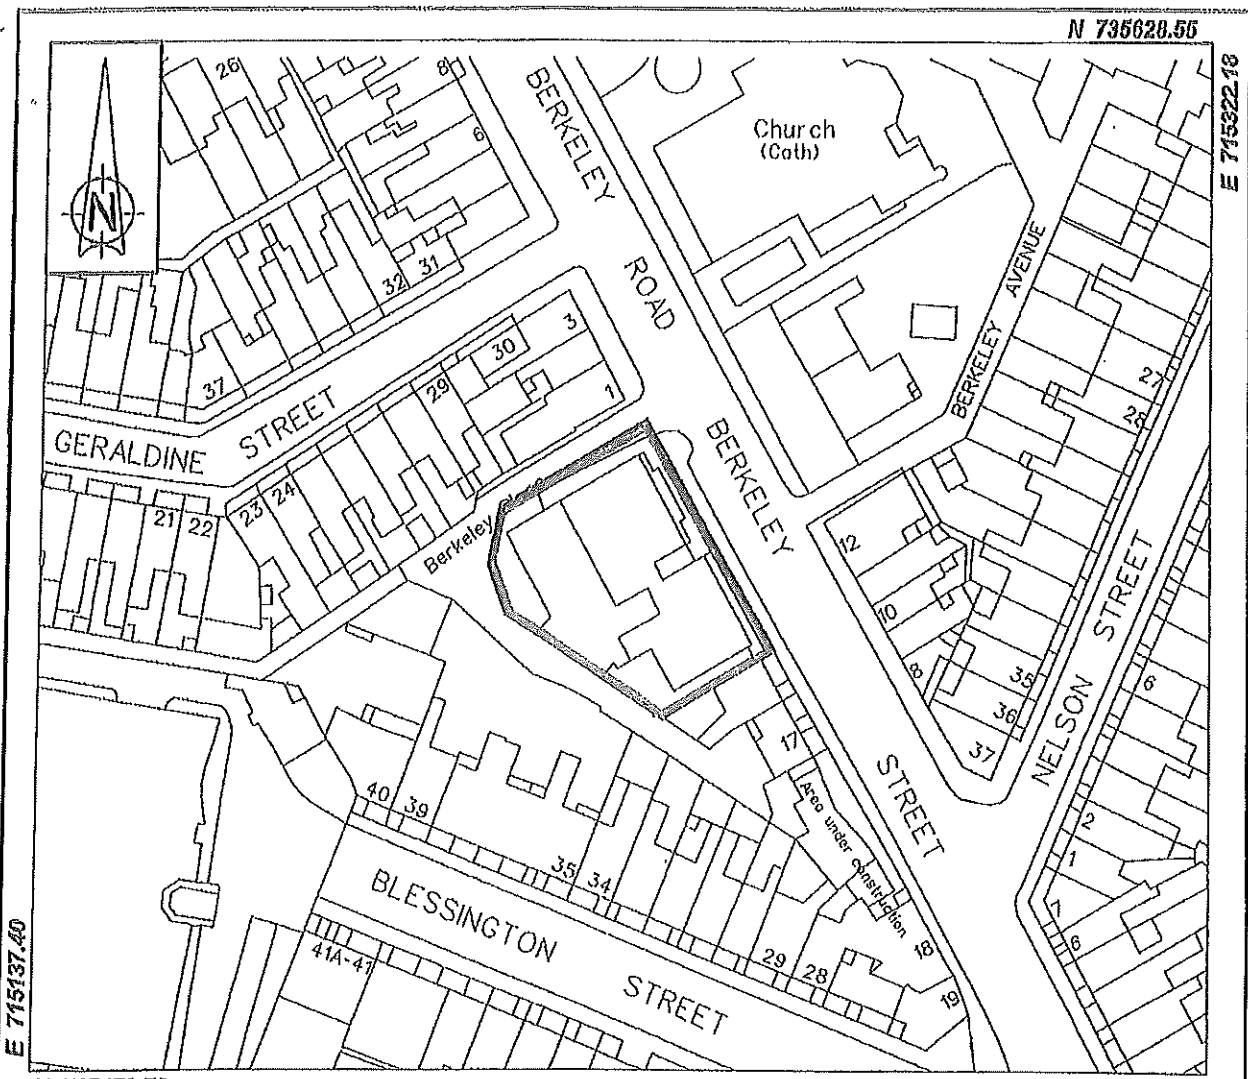 N 735628.55
E 715322.18
N
26
8
6
BERKELEY
ROAD
Church
(Cath)
BERKELEY AVENUE
32
31
37
3
30
29
1
27
28
GERALDINE STREET
23
24
21
22
Berkeley
BERKELEY
STREET
12
10
8
35
36
37
NELSON STREET
6
17
Area under construction
2
1
7
6
40
39
35
34
29
28
18
19
BLESSINGTON STREET
41A-41
E 715137.40